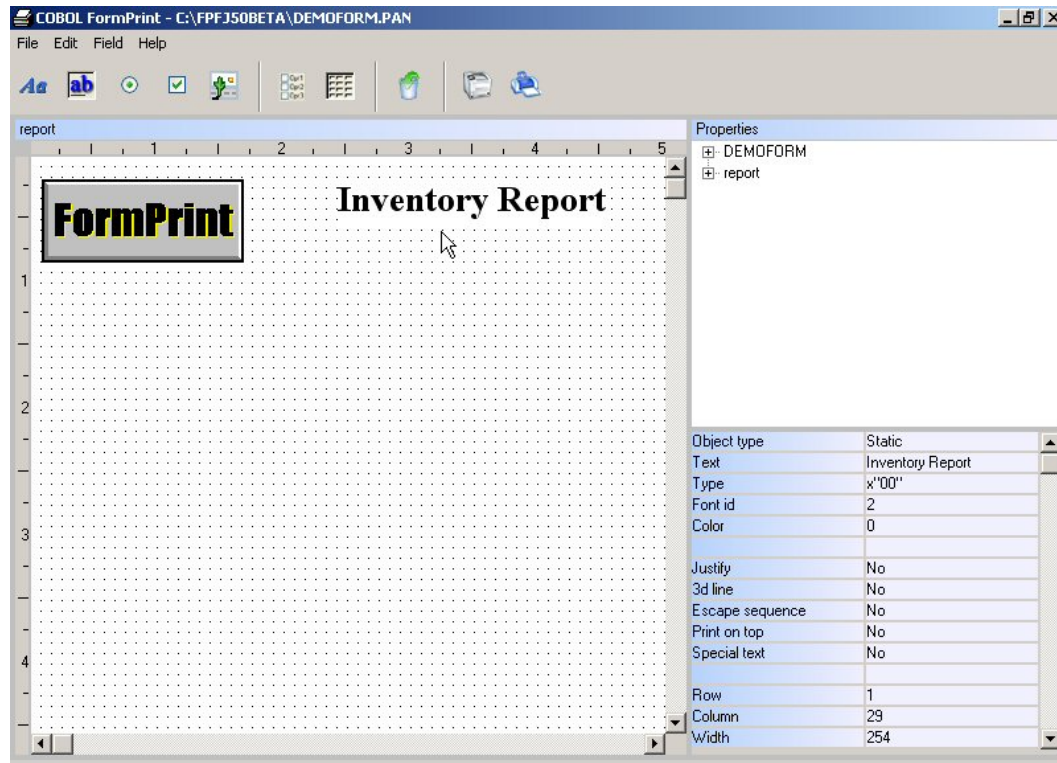 COBOL FormPrint - C:\FPFJ50BETA\DEMOFORM.PAN
File Edit Field Help
Aa ab
report
1 2 3 4 5
FormPrint
Inventory Report
1
2
3
4
Properties
DEMOFORM
report
Object type Static
Text Inventory Report
Type x"00"
Font id 2
Color 0
Justify No
3d line No
Escape sequence No
Print on top No
Special text No
Row 1
Column 29
Width 254